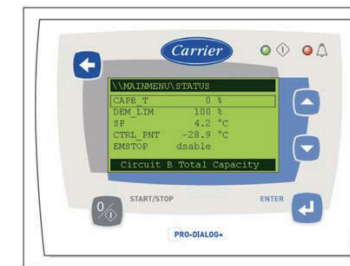 Carrier
\\MAINMENU\STATUS
CAPB_T 0 %
DEM_LIM 100 %
SP 4.2 °C
CTRL_PNT -28.9 °C
EMSTOP dsable
Circuit B Total Capacity
START/STOP
ENTER
PRO-DIALOG+